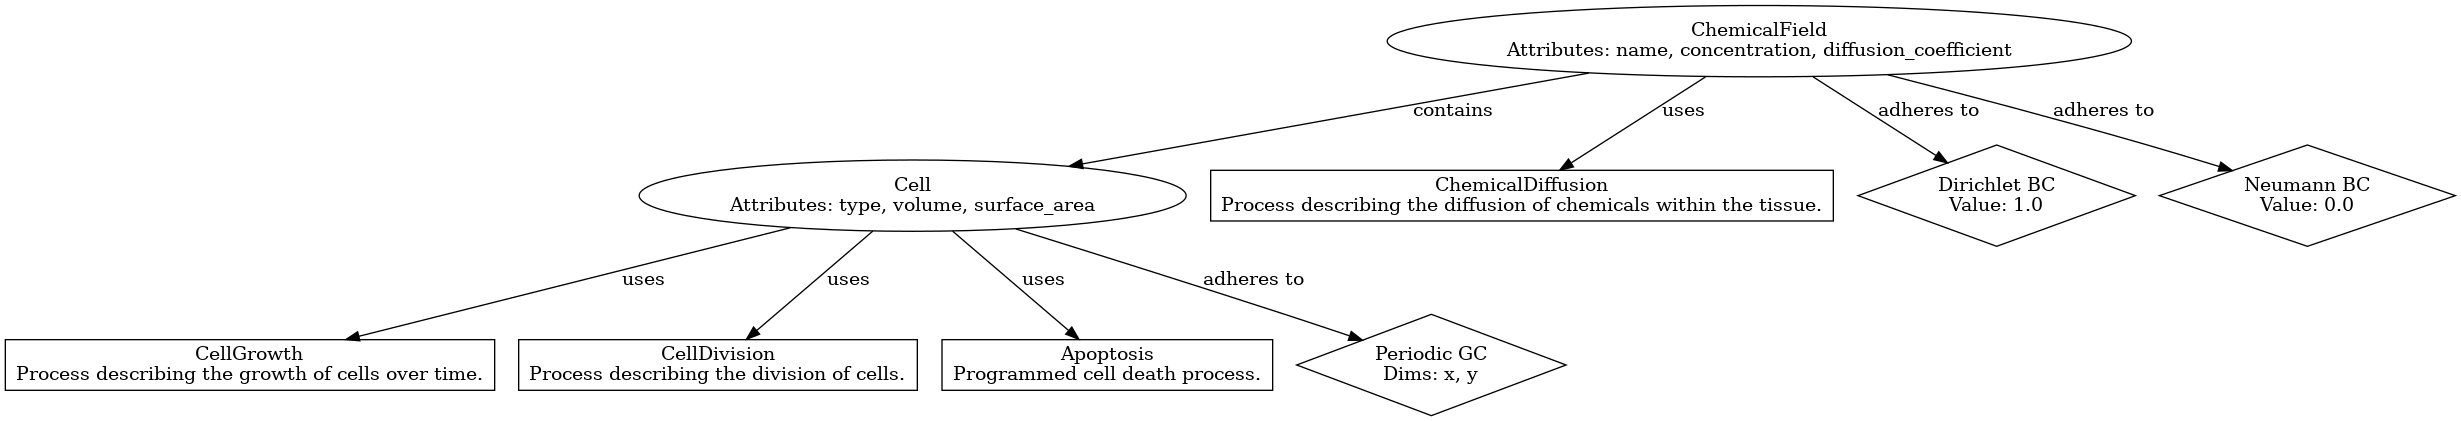 ChemicalField
Attributes: name, concentration, diffusion_coefficient
contains
uses
adheres to
adheres to
Cell
Attributes: type, volume, surface_area
ChemicalDiffusion
Process describing the diffusion of chemicals within the tissue.
Dirichlet BC
Value: 1.0
Neumann BC
Value: 0.0
uses
uses
uses
adheres to
CellGrowth
Process describing the growth of cells over time.
CellDivision
Process describing the division of cells.
Apoptosis
Programmed cell death process.
Periodic GC
Dims: x, y